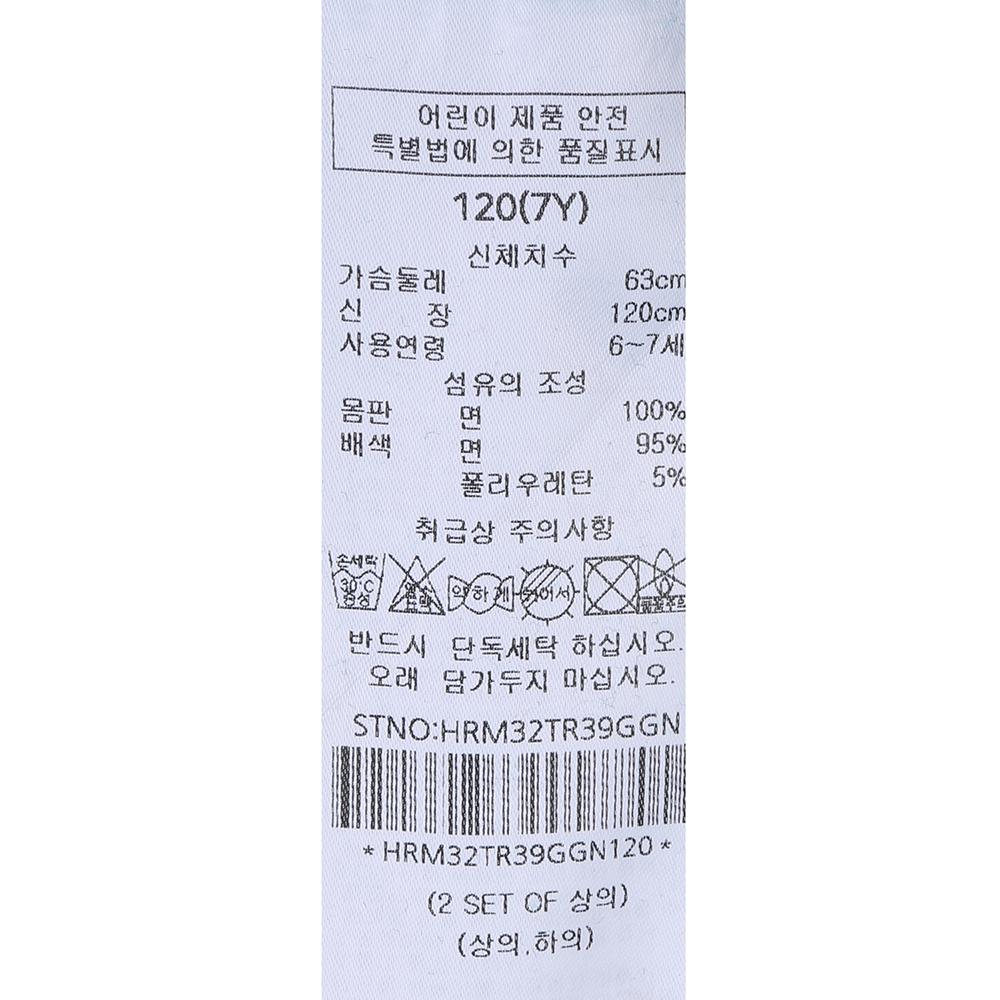 어린이 제품 안전
특별법에 의한 품질표시
120(7Y)
신체치수
가슴둘레 63cm
신 장 120cm
사용연령 6~7세
섬유의 조성
몸판 면 100%
배색 면 95%
폴리우레탄 5%
취급상 주의사항
손세탁
30°C
중성
약하게
뉘어서
반드시 단독세탁 하십시오.
오래 담가두지 마십시오.
STNO:HRM32TR39GGN
*HRM32TR39GGN120*
(2 SET OF 상의)
(상의,하의)